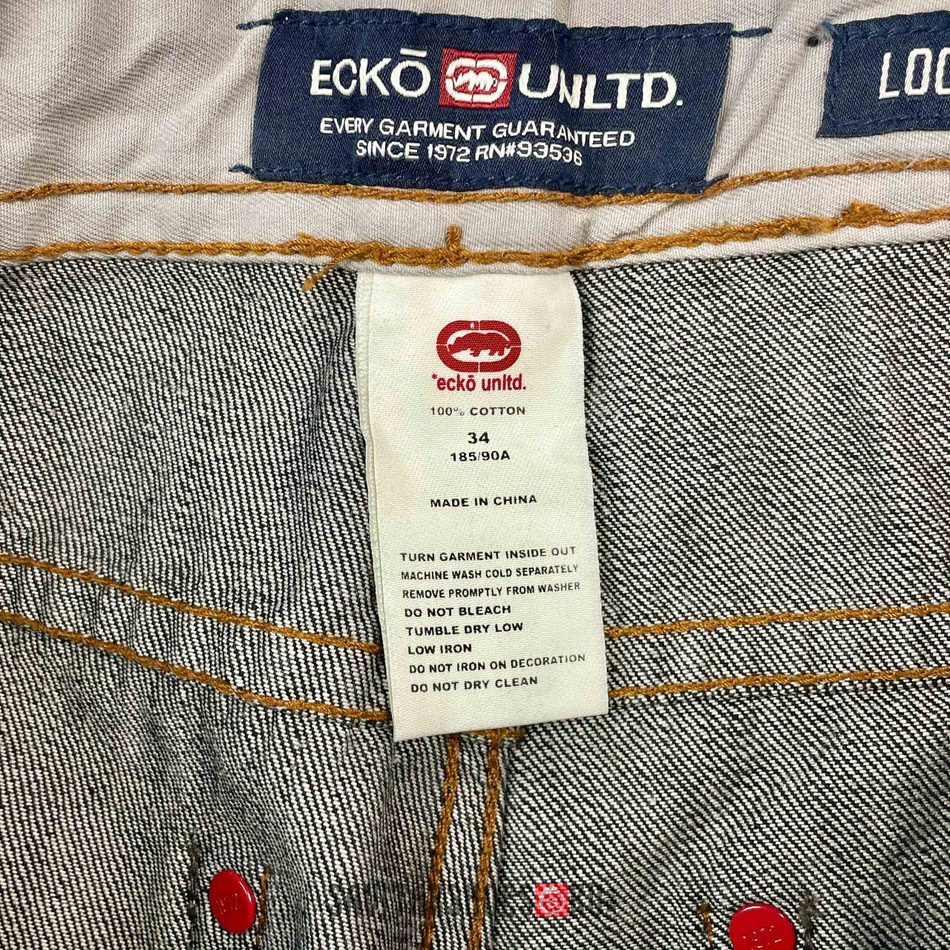 ECKŌ UNLTD.
EVERY GARMENT GUARANTEED
SINCE 1972 RN#93536
LOO
*eckō unltd.
100% COTTON
34
185/90A
MADE IN CHINA
TURN GARMENT INSIDE OUT
MACHINE WASH COLD SEPARATELY
REMOVE PROMPTLY FROM WASHER
DO NOT BLEACH
TUMBLE DRY LOW
LOW IRON
DO NOT IRON ON DECORATION
DO NOT DRY CLEAN